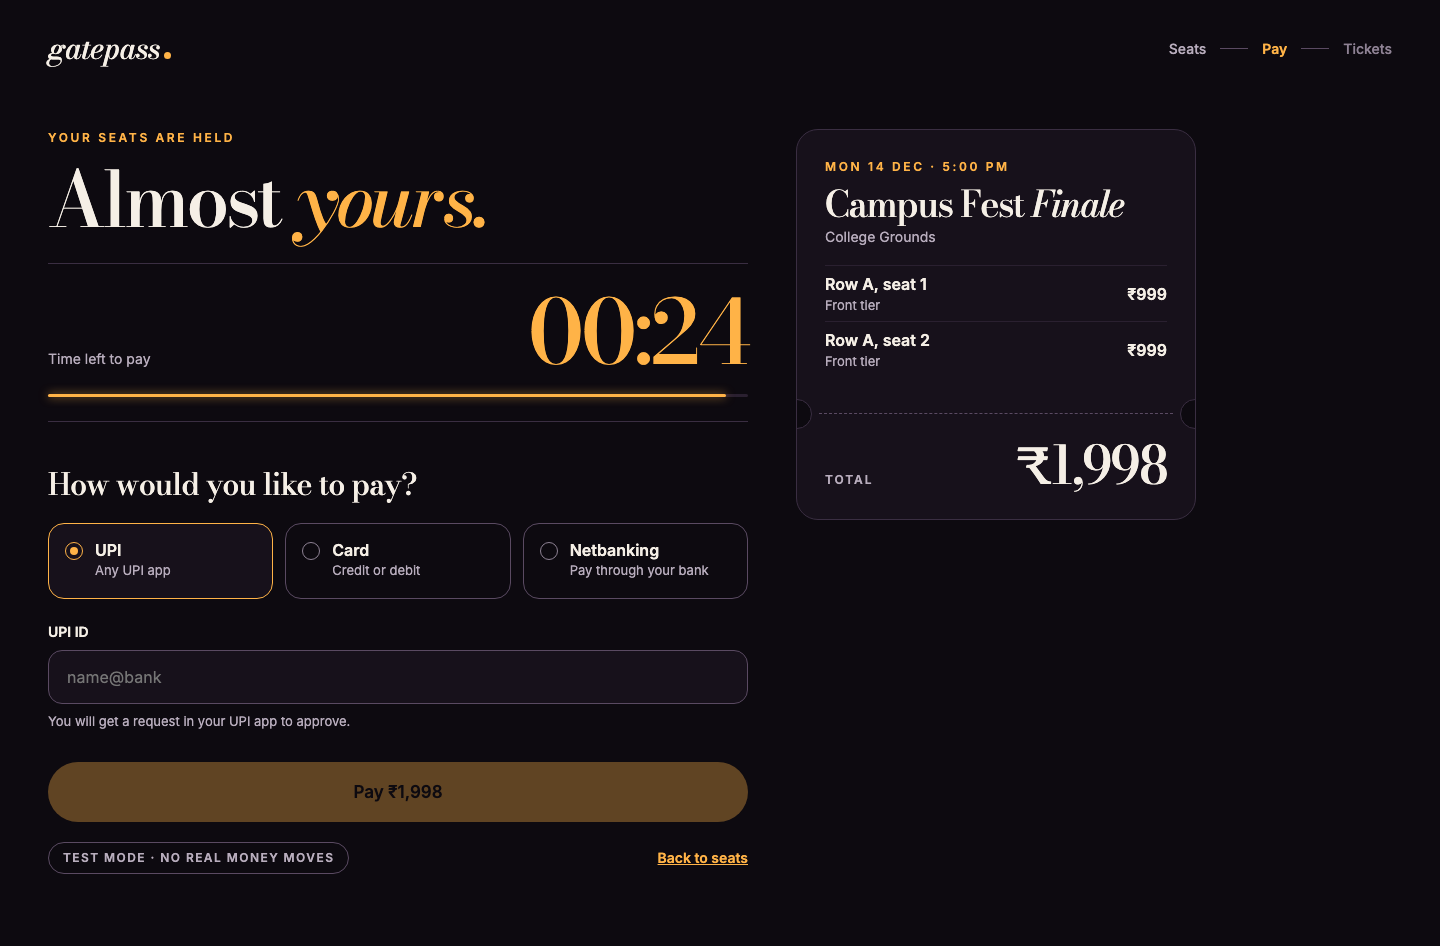 gatepass.
Seats
Pay
Tickets
YOUR SEATS ARE HELD
Almost yours.
Time left to pay
00:24
How would you like to pay?
UPI
Any UPI app
Card
Credit or debit
Netbanking
Pay through your bank
UPI ID
name@bank
You will get a request in your UPI app to approve.
Pay ₹1,998
TEST MODE · NO REAL MONEY MOVES
Back to seats
MON 14 DEC · 5:00 PM
Campus Fest Finale
College Grounds
Row A, seat 1
Front tier
₹999
Row A, seat 2
Front tier
₹999
TOTAL
₹1,998